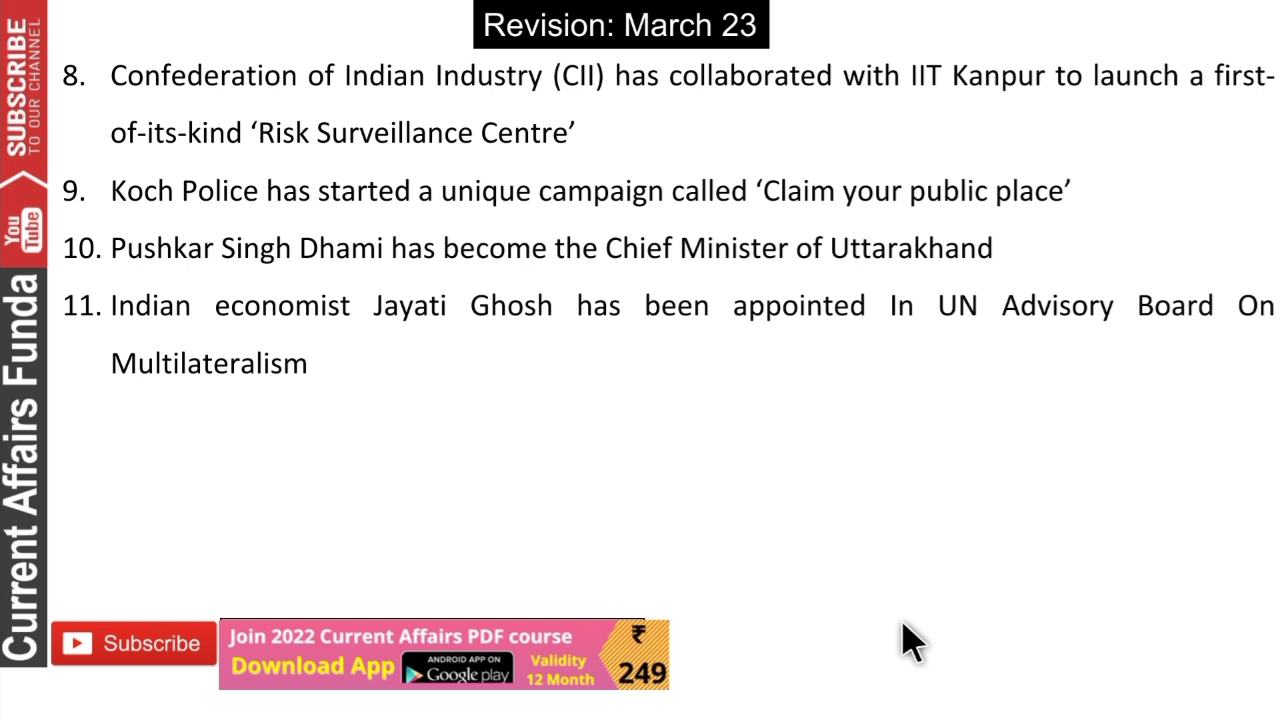 Revision: March 23
8. Confederation of Indian Industry (CII) has collaborated with IIT Kanpur to launch a first-
of-its-kind ‘Risk Surveillance Centre’
9. Koch Police has started a unique campaign called ‘Claim your public place’
10. Pushkar Singh Dhami has become the Chief Minister of Uttarakhand
11. Indian economist Jayati Ghosh has been appointed In UN Advisory Board On
Multilateralism
SUBSCRIBE
TO OUR CHANNEL
You
Tube
Current Affairs Funda
Subscribe
Join 2022 Current Affairs PDF course
Download App
ANDROID APP ON
Google play
Validity
12 Month
₹
249